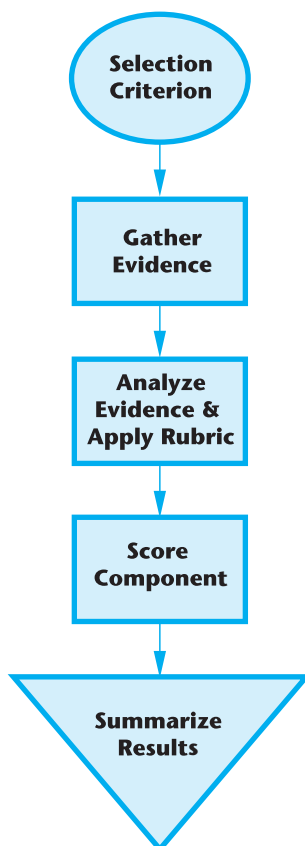 Selection
Criterion
Gather
Evidence
Analyze
Evidence &
Apply Rubric
Score
Component
Summarize
Results